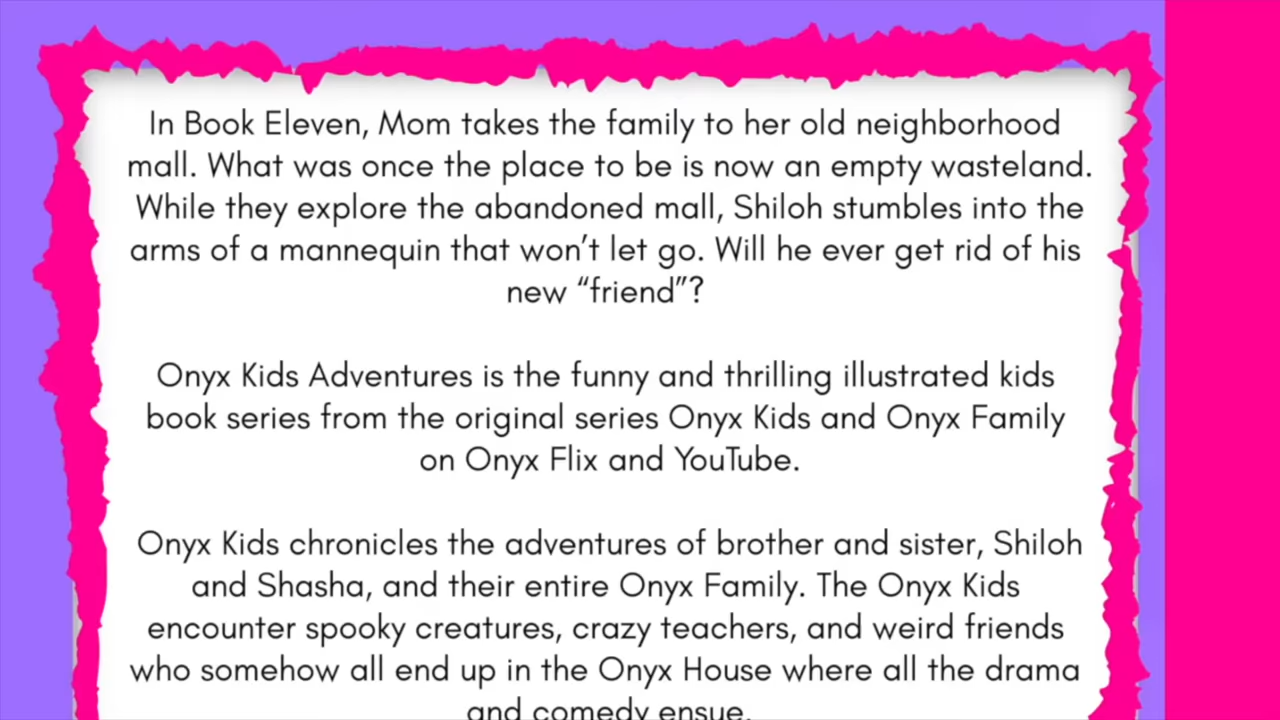 In Book Eleven, Mom takes the family to her old neighborhood
mall. What was once the place to be is now an empty wasteland.
While they explore the abandoned mall, Shiloh stumbles into the
arms of a mannequin that won’t let go. Will he ever get rid of his
new “friend”?
Onyx Kids Adventures is the funny and thrilling illustrated kids
book series from the original series Onyx Kids and Onyx Family
on Onyx Flix and YouTube.
Onyx Kids chronicles the adventures of brother and sister, Shiloh
and Shasha, and their entire Onyx Family. The Onyx Kids
encounter spooky creatures, crazy teachers, and weird friends
who somehow all end up in the Onyx House where all the drama
and comedy ensue.